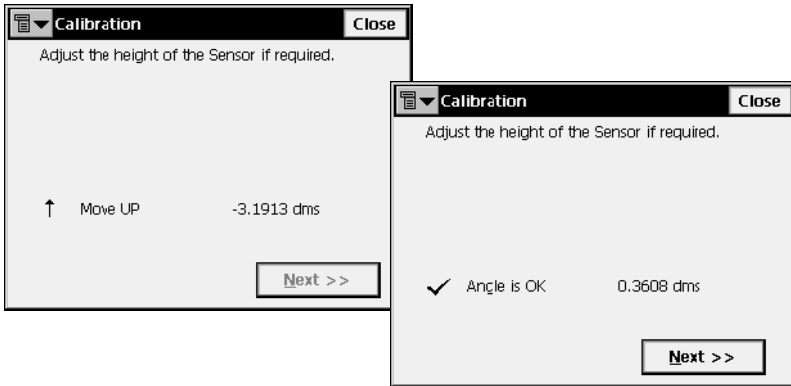 Calibration
Close
Adjust the height of the Sensor if required.
↑ Move UP -3.1913 dms
Next >>
Calibration
Close
Adjust the height of the Sensor if required.
✓ Angle is OK 0.3608 dms
Next >>